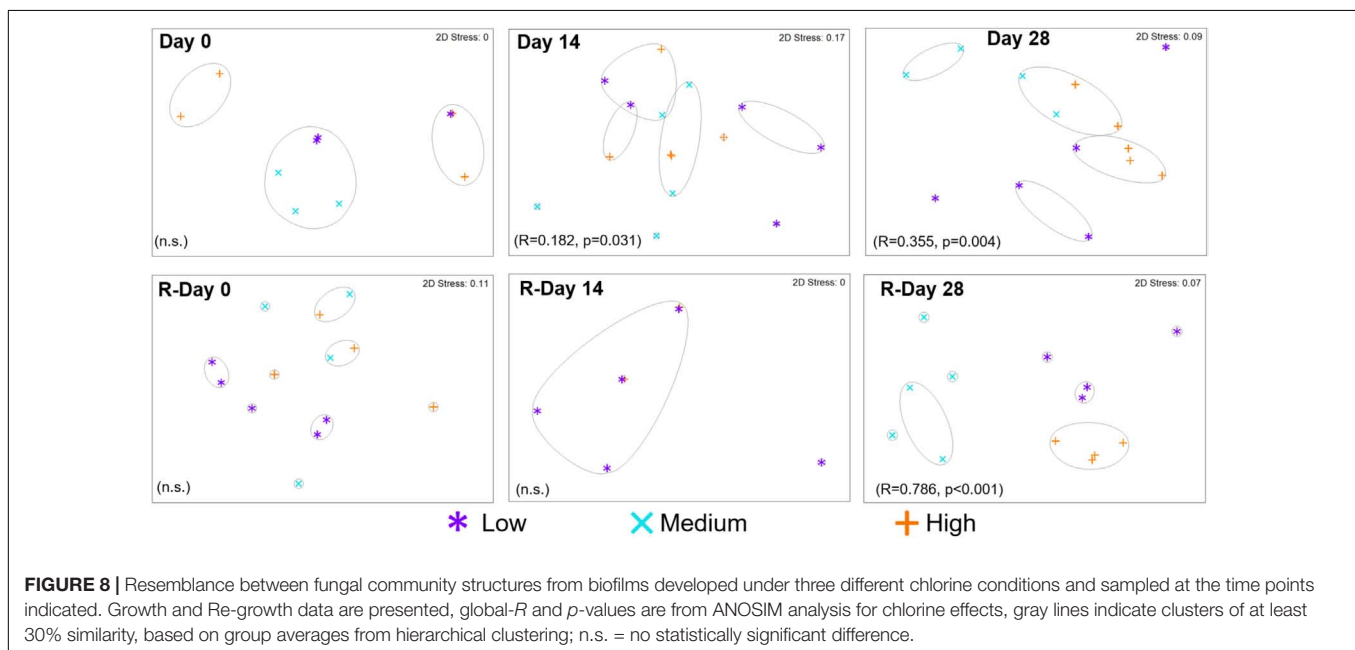 Day 0
2D Stress: 0
(n.s.)
Day 14
2D Stress: 0.17
(R=0.182, p=0.031)
Day 28
2D Stress: 0.09
(R=0.355, p=0.004)
R-Day 0
2D Stress: 0.11
(n.s.)
R-Day 14
2D Stress: 0
(n.s.)
R-Day 28
2D Stress: 0.07
(R=0.786, p<0.001)
Low Medium High
FIGURE 8 | Resemblance between fungal community structures from biofilms developed under three different chlorine conditions and sampled at the time points
indicated. Growth and Re-growth data are presented, global-R and p-values are from ANOSIM analysis for chlorine effects, gray lines indicate clusters of at least
30% similarity, based on group averages from hierarchical clustering; n.s. = no statistically significant difference.